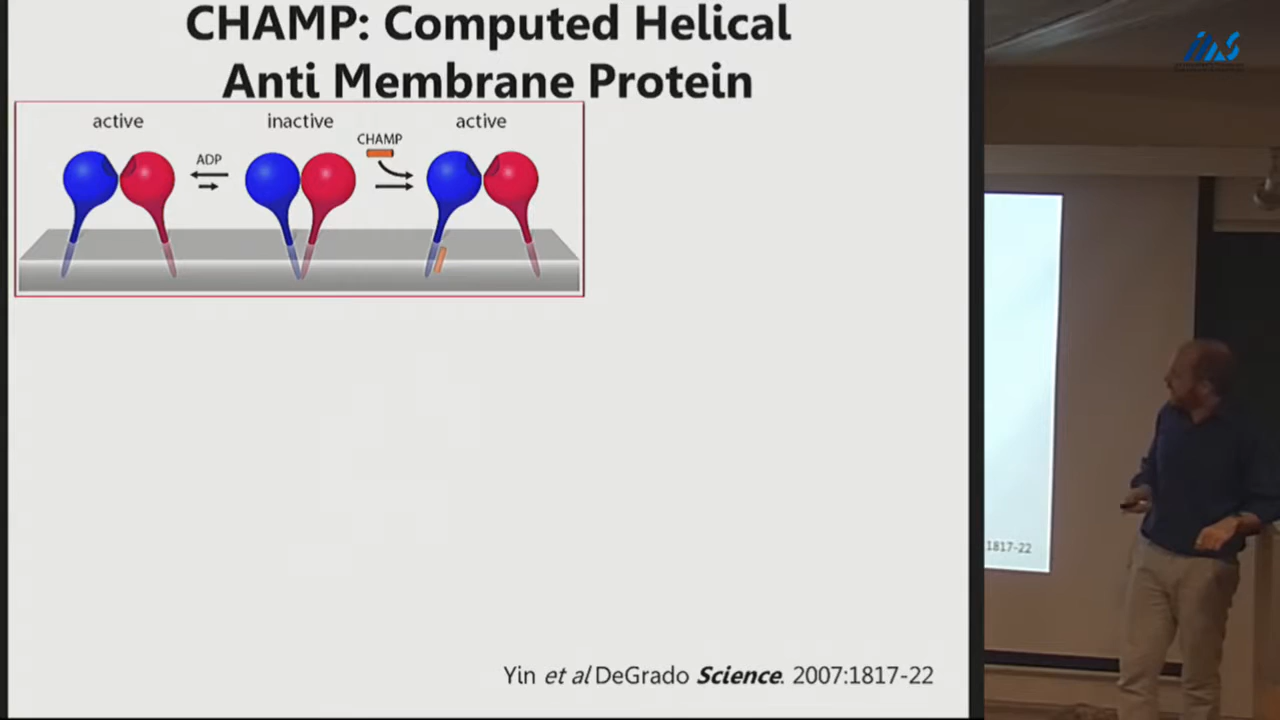 CHAMP: Computed Helical
Anti Membrane Protein
active
inactive
active
CHAMP
ADP
Yin et al DeGrado Science. 2007:1817-22
1817-22